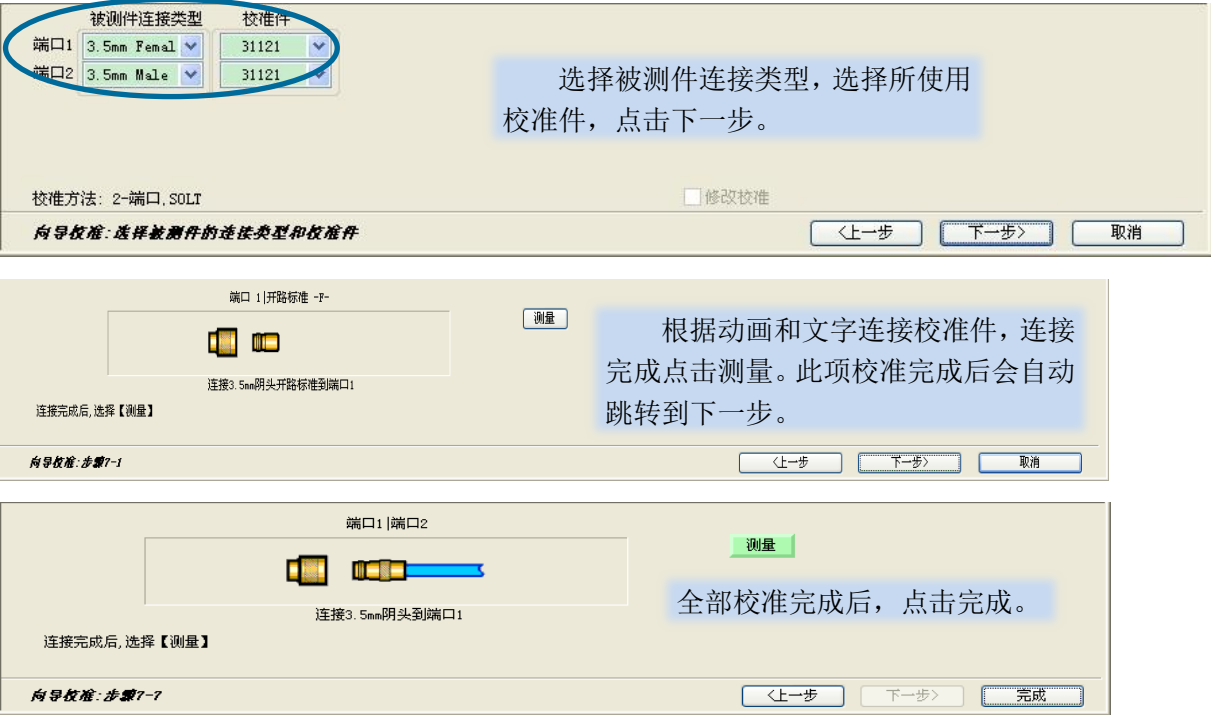 被测件连接类型 校准件
端口1 3.5mm Femal 31121
端口2 3.5mm Male 31121
选择被测件连接类型，选择所使用
校准件，点击下一步。
校准方法: 2-端口,SOLT 修改校准
向导校准:选择被测件的连接类型和校准件 <上一步 下一步> 取消
端口 1|开路标准 -F-
测量
根据动画和文字连接校准件，连接
完成点击测量。此项校准完成后会自动
跳转到下一步。
连接3.5mm阴头开路标准到端口1
连接完成后,选择【测量】
向导校准:步骤7-1 <上一步 下一步> 取消
端口1|端口2
测量
全部校准完成后，点击完成。
连接3.5mm阴头到端口1
连接完成后,选择【测量】
向导校准:步骤7-7 <上一步 下一步> 完成